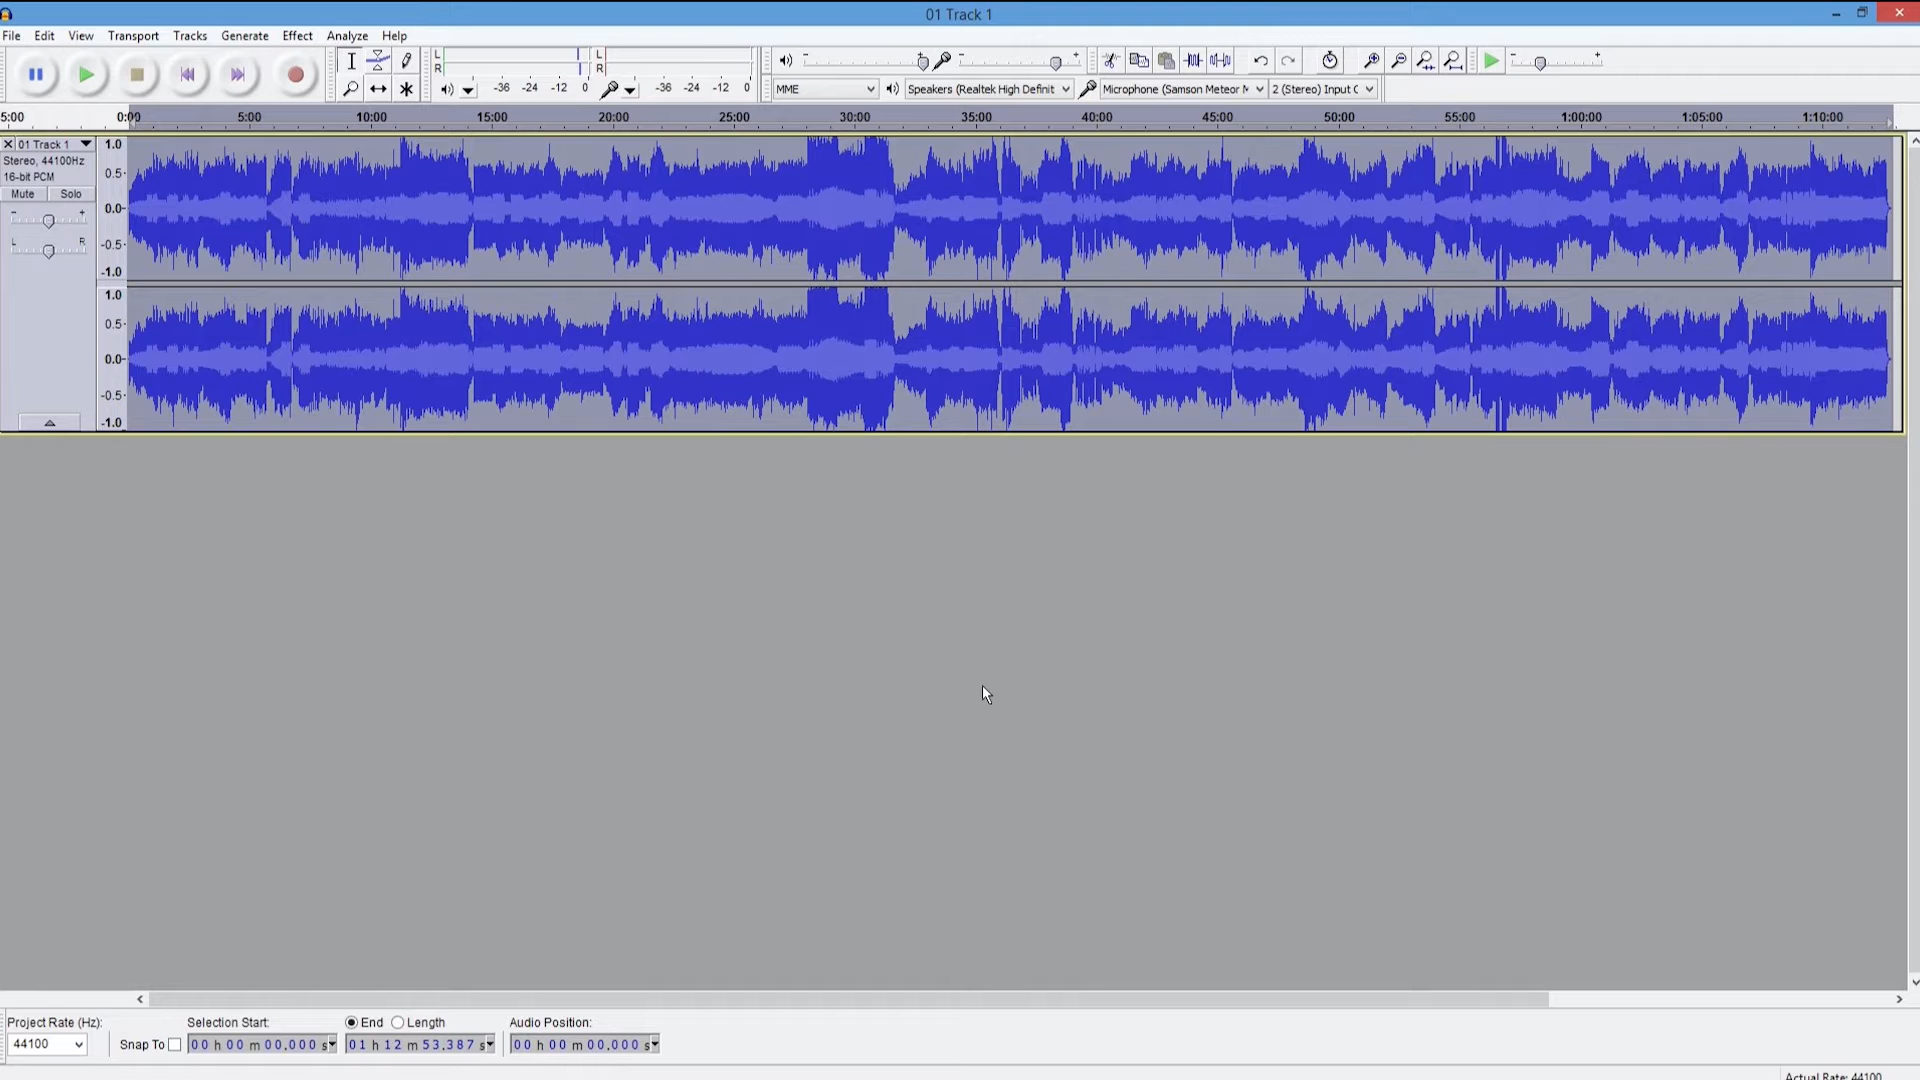 01 Track 1
File Edit View Transport Tracks Generate Effect Analyze Help
L
R
L
R
-36 -24 -12 0
-36 -24 -12 0
MME
Speakers (Realtek High Definit
Microphone (Samson Meteor M
2 (Stereo) Input C
5:00 0:00 5:00 10:00 15:00 20:00 25:00 30:00 35:00 40:00 45:00 50:00 55:00 1:00:00 1:05:00 1:10:00
01 Track 1
Stereo, 44100Hz
16-bit PCM
Mute Solo
- +
L R
1.0
0.5
0.0
-0.5
-1.0
1.0
0.5
0.0
-0.5
-1.0
Project Rate (Hz): Selection Start: End Length Audio Position:
44100 Snap To 00 h 00 m 00.000 s 01 h 12 m 53.387 s 00 h 00 m 00.000 s
Actual Rate: 44100